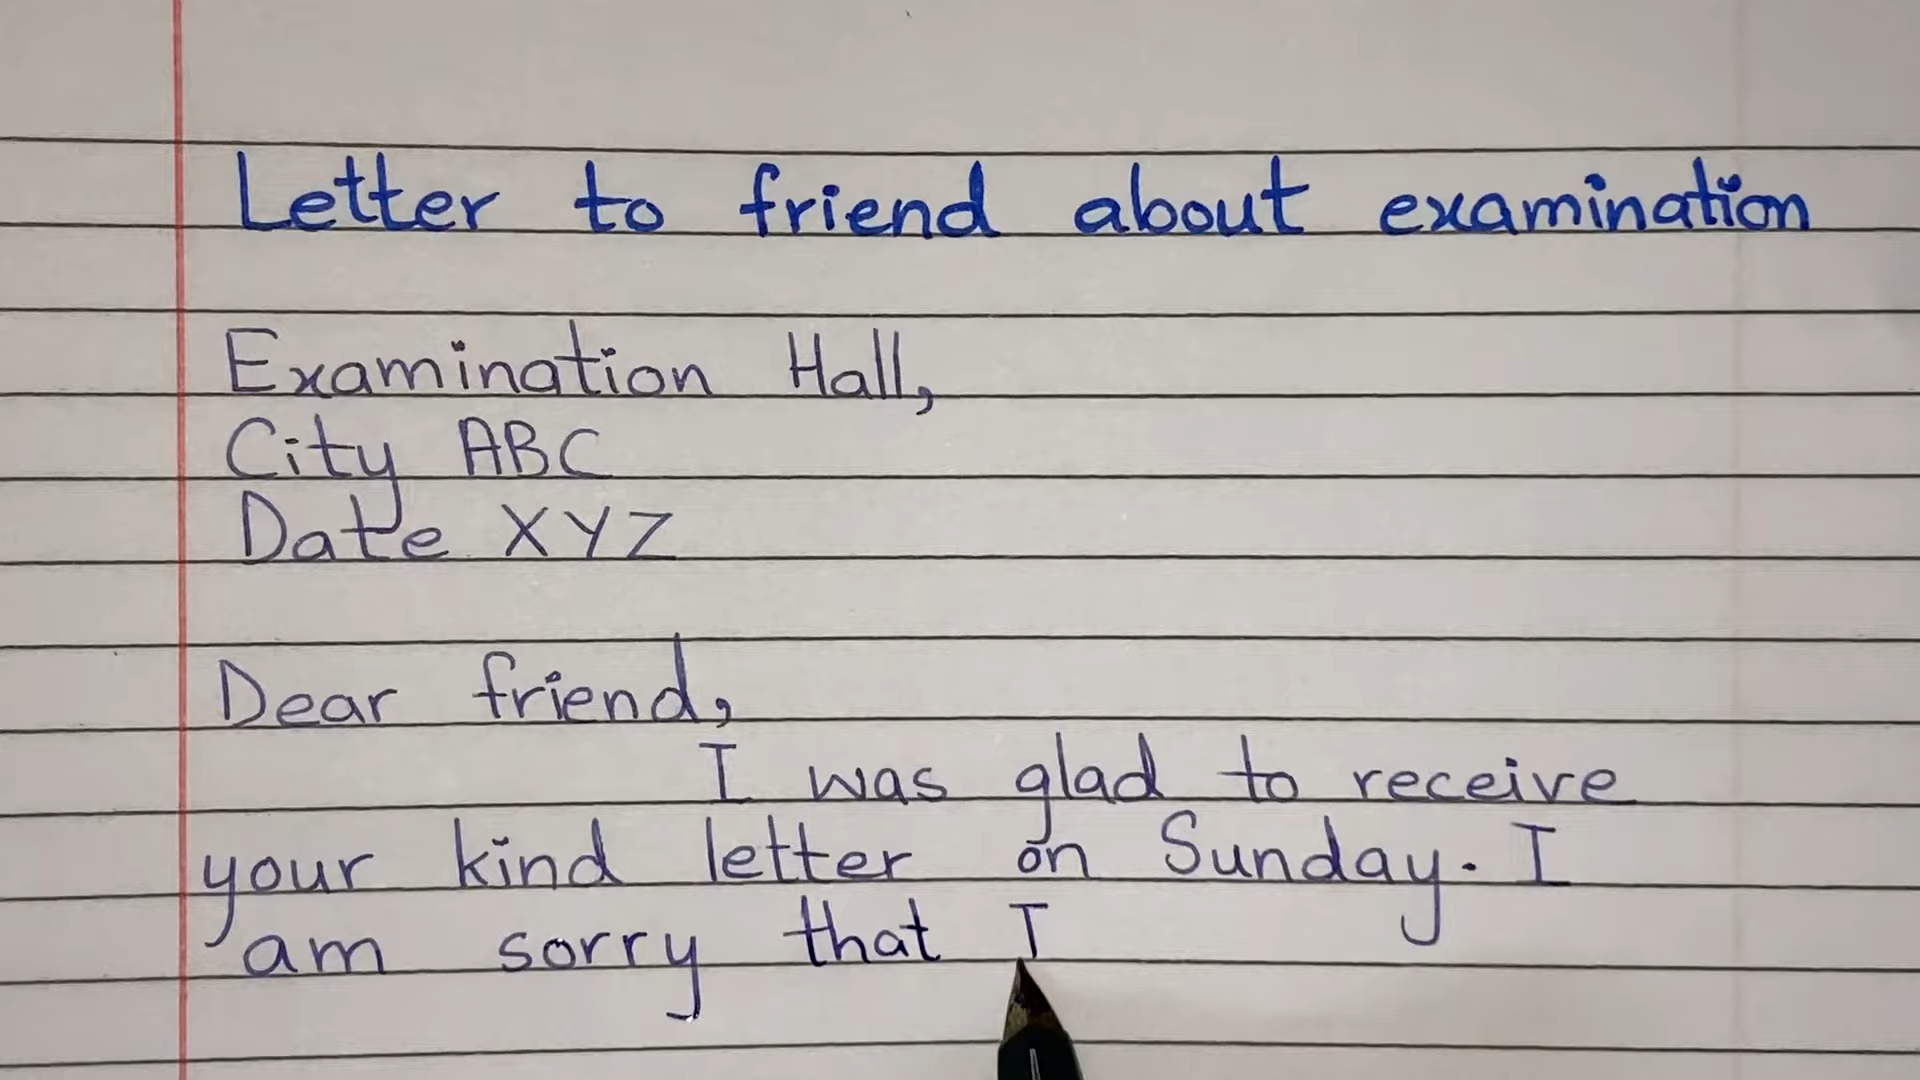 Letter to friend about examination
Examination Hall,
City ABC
Date XYZ
Dear friend,
I was glad to receive
your kind letter on Sunday. I
am sorry that I